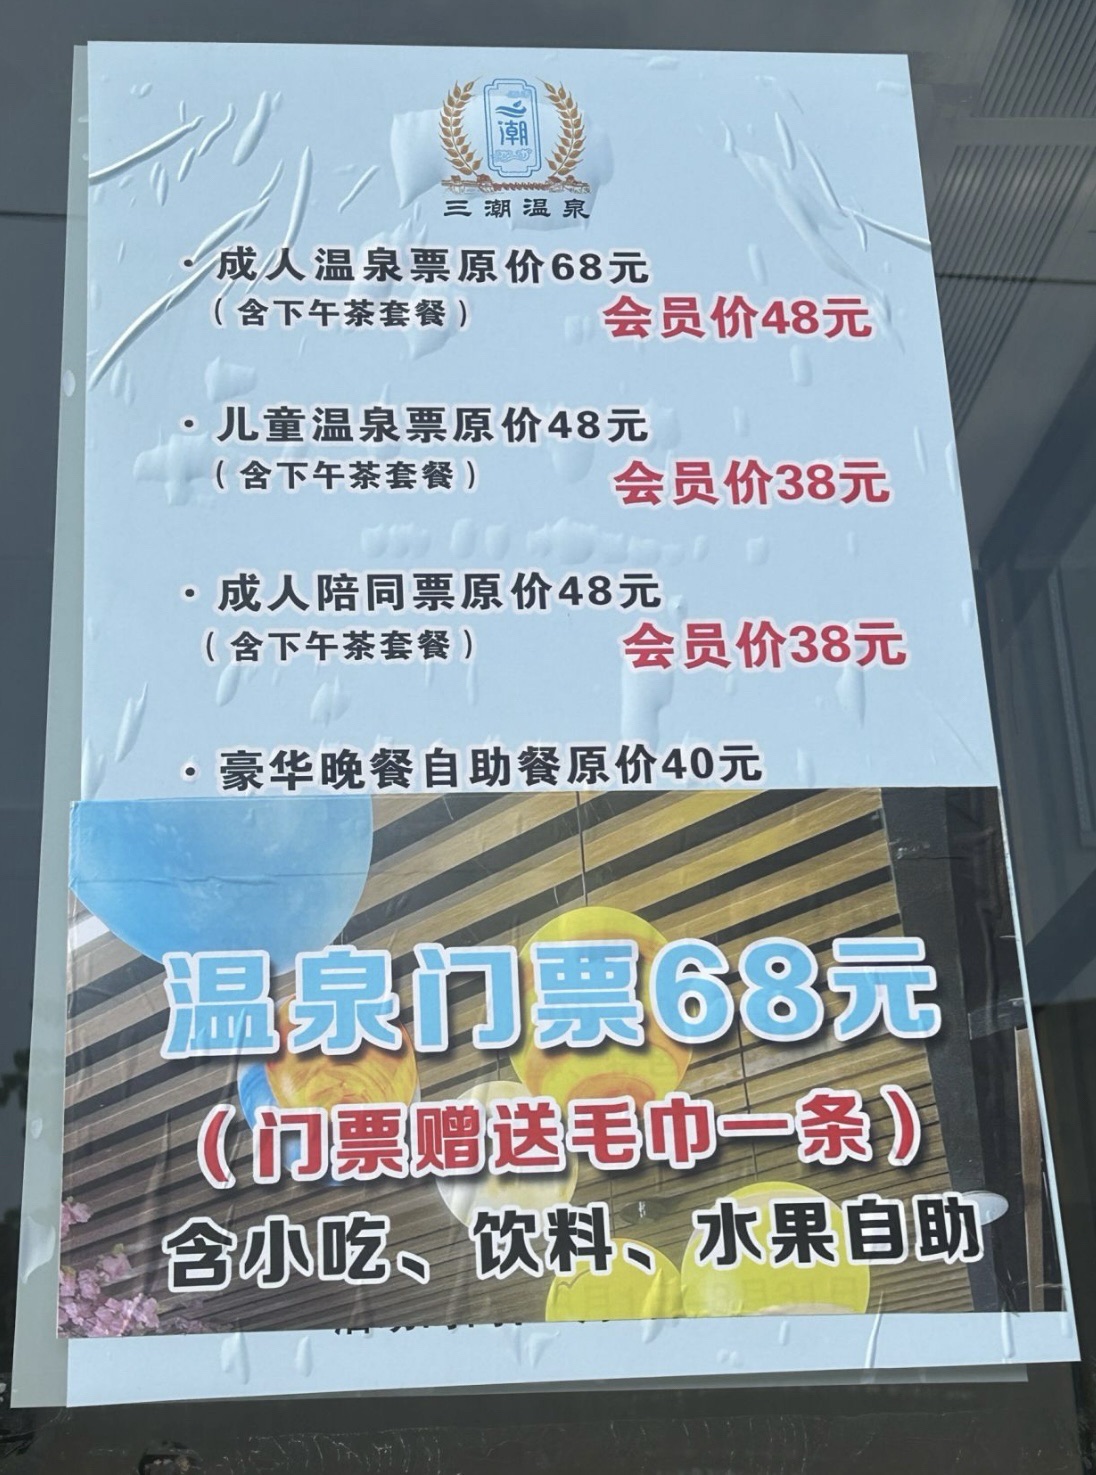 三潮
三潮温泉
·成人温泉票原价68元
（含下午茶套餐）
会员价48元
·儿童温泉票原价48元
（含下午茶套餐）
会员价38元
·成人陪同票原价48元
（含下午茶套餐）
会员价38元
·豪华晚餐自助餐原价40元
温泉门票68元
（门票赠送毛巾一条）
含小吃、饮料、水果自助